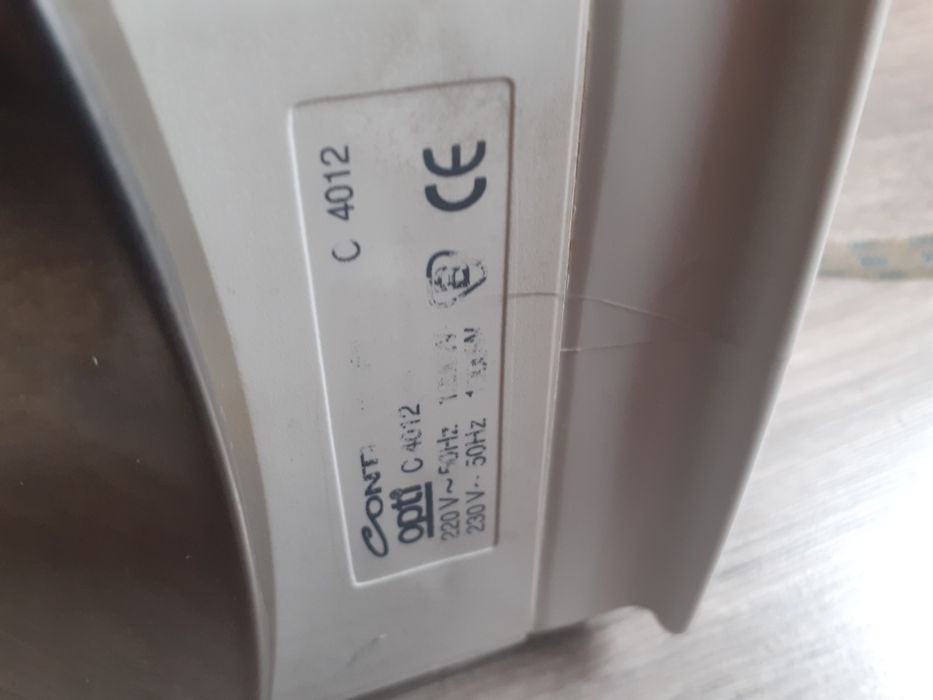 C 4012
CE
CONTI
opti C 4012
220V~50Hz
230V~50Hz